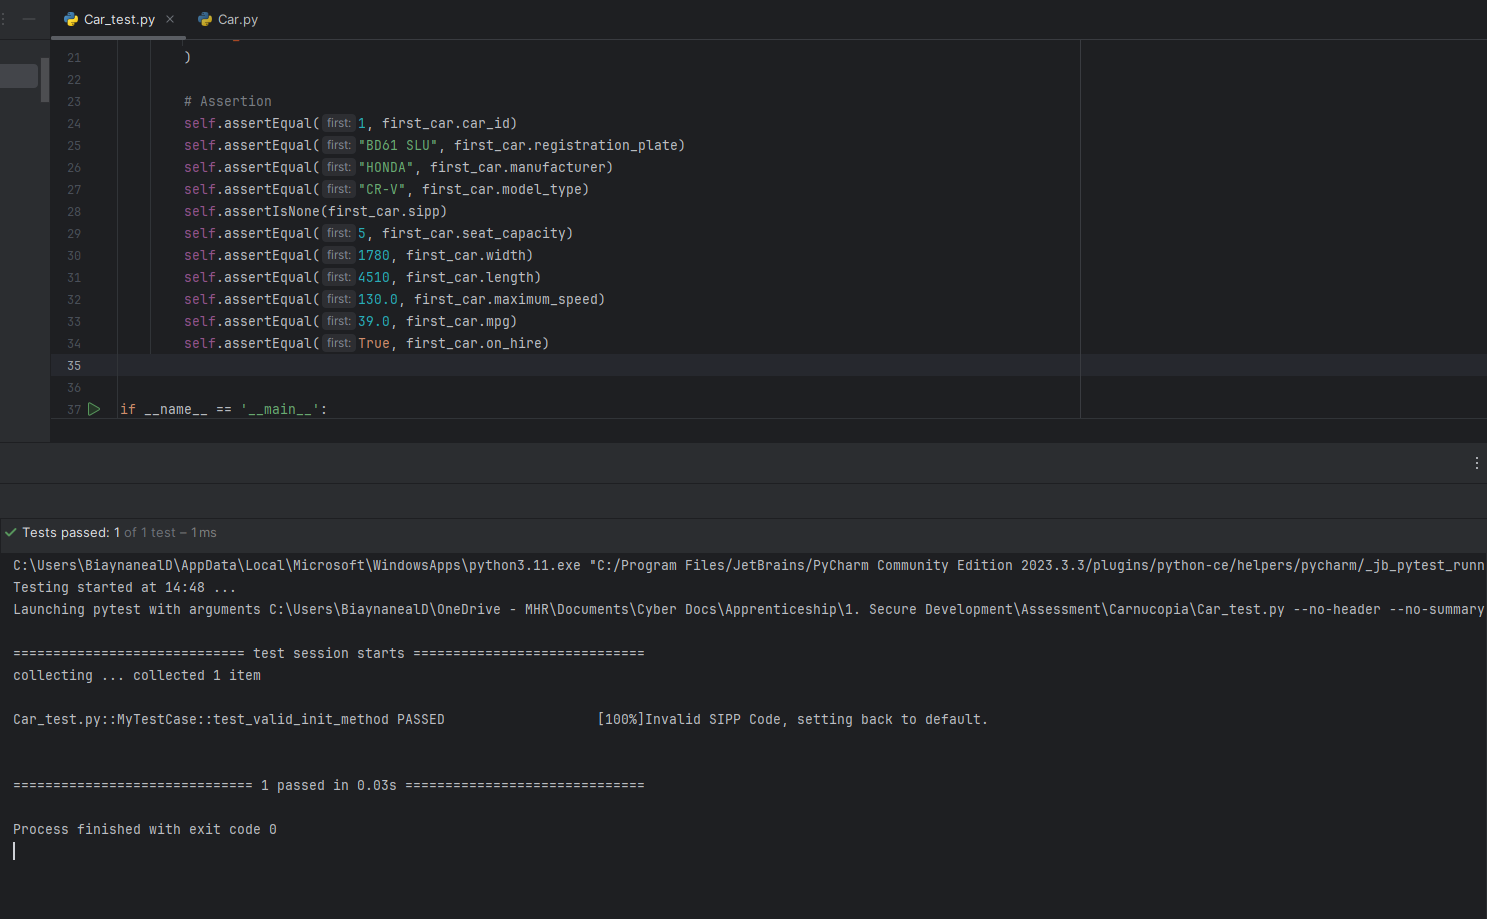 Car_test.py × Car.py
21 )
22
23 # Assertion
24 self.assertEqual( first: 1, first_car.car_id)
25 self.assertEqual( first: "BD61 SLU", first_car.registration_plate)
26 self.assertEqual( first: "HONDA", first_car.manufacturer)
27 self.assertEqual( first: "CR-V", first_car.model_type)
28 self.assertIsNone(first_car.sipp)
29 self.assertEqual( first: 5, first_car.seat_capacity)
30 self.assertEqual( first: 1780, first_car.width)
31 self.assertEqual( first: 4510, first_car.length)
32 self.assertEqual( first: 130.0, first_car.maximum_speed)
33 self.assertEqual( first: 39.0, first_car.mpg)
34 self.assertEqual( first: True, first_car.on_hire)
35
36
37 if __name__ == '__main__':
Tests passed: 1 of 1 test – 1 ms
C:\Users\BiaynanealD\AppData\Local\Microsoft\WindowsApps\python3.11.exe "C:/Program Files/JetBrains/PyCharm Community Edition 2023.3.3/plugins/python-ce/helpers/pycharm/_jb_pytest_runn
Testing started at 14:48 ...
Launching pytest with arguments C:\Users\BiaynanealD\OneDrive - MHR\Documents\Cyber Docs\Apprenticeship\1. Secure Development\Assessment\Carnucopia\Car_test.py --no-header --no-summary
============================= test session starts =============================
collecting ... collected 1 item
Car_test.py::MyTestCase::test_valid_init_method PASSED [100%]Invalid SIPP Code, setting back to default.
============================== 1 passed in 0.03s ==============================
Process finished with exit code 0